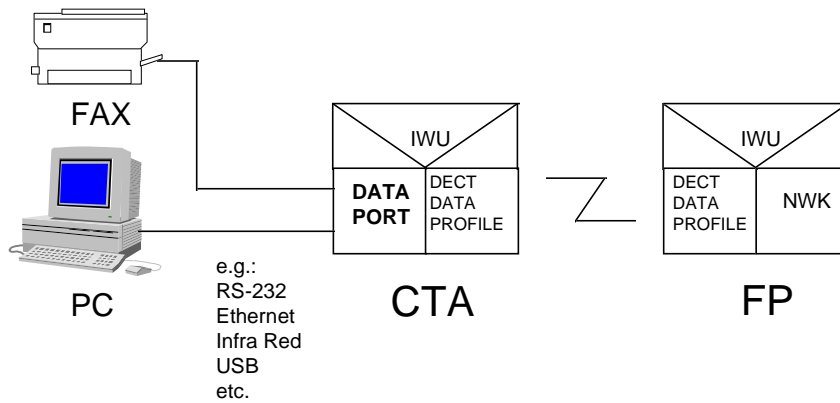 FAX
PC
e.g.:
RS-232
Ethernet
Infra Red
USB
etc.
IWU
DATA
PORT
DECT
DATA
PROFILE
CTA
IWU
DECT
DATA
PROFILE
NWK
FP